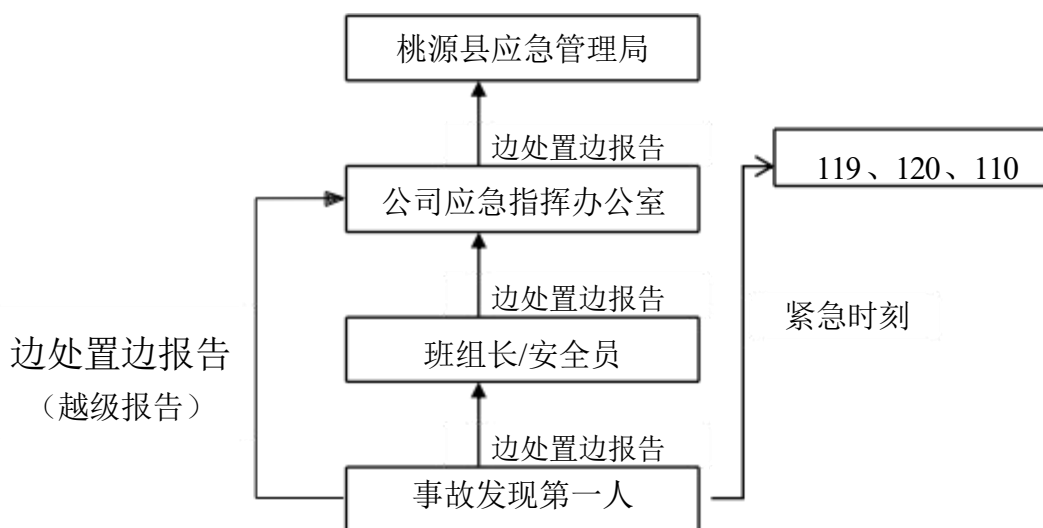 桃源县应急管理局
边处置边报告
119、120、110
公司应急指挥办公室
边处置边报告
紧急时刻
班组长/安全员
边处置边报告
（越级报告）
边处置边报告
事故发现第一人